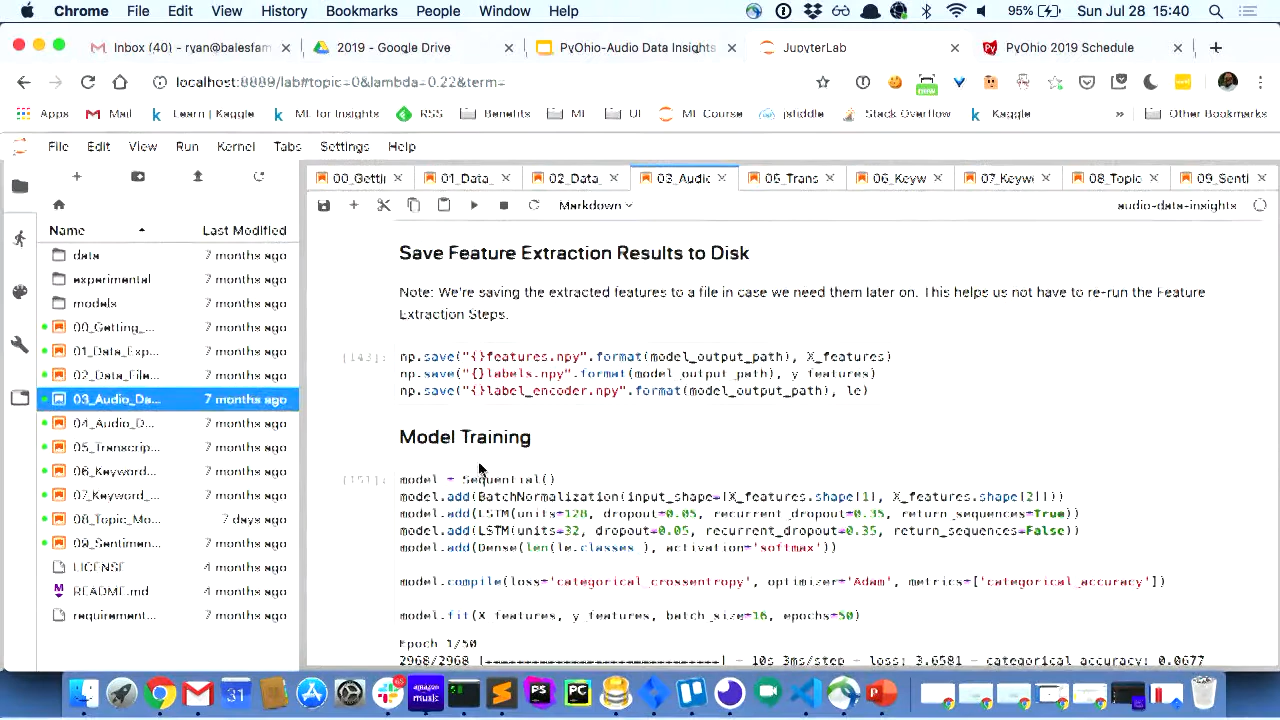 Chrome File Edit View History Bookmarks People Window Help 95% Sun Jul 28 15:40
Inbox (40) - ryan@balesfam 2019 - Google Drive PyOhio-Audio Data Insights JupyterLab PyOhio 2019 Schedule
localhost:8889/lab#topic=0&lambda=0.22&term=
Apps Mail Learn | Kaggle ML for Insights RSS Benefits ML UI ML Course jsfiddle Stack Overflow Kaggle » Other Bookmarks
File Edit View Run Kernel Tabs Settings Help
00_Gettin 01_Data_ 02_Data_ 03_Audic 05_Trans 06_Keyw 07_Keyw 08_Topic 09_Senti
Markdown audio-data-insights
Name Last Modified
data 7 months ago
experimental 7 months ago
models 7 months ago
00_Getting_... 7 months ago
01_Data_Exp... 7 months ago
02_Data_File... 7 months ago
03_Audio_Da... 7 months ago
04_Audio_D... 7 months ago
05_Transcrip... 7 months ago
06_Keyword... 7 months ago
07_Keyword_... 7 months ago
08_Topic_Mo... 7 days ago
09_Sentimen... 7 months ago
LICENSE 4 months ago
README.md 4 months ago
requirement... 7 months ago
Save Feature Extraction Results to Disk
Note: We're saving the extracted features to a file in case we need them later on. This helps us not have to re-run the Feature
Extraction Steps.
[143]: np.save("{}features.npy".format(model_output_path), X_features)
np.save("{}labels.npy".format(model_output_path), y_features)
np.save("{}label_encoder.npy".format(model_output_path), le)
Model Training
[151]: model = Sequential()
model.add(BatchNormalization(input_shape=[X_features.shape[1], X_features.shape[2]]))
model.add(LSTM(units=128, dropout=0.05, recurrent_dropout=0.35, return_sequences=True))
model.add(LSTM(units=32, dropout=0.05, recurrent_dropout=0.35, return_sequences=False))
model.add(Dense(len(le.classes_), activation='softmax'))
model.compile(loss='categorical_crossentropy', optimizer='Adam', metrics=['categorical_accuracy'])
model.fit(X_features, y_features, batch_size=16, epochs=50)
Epoch 1/50
2968/2968 [==============================] - 10s 3ms/step - loss: 3.6581 - categorical_accuracy: 0.0677